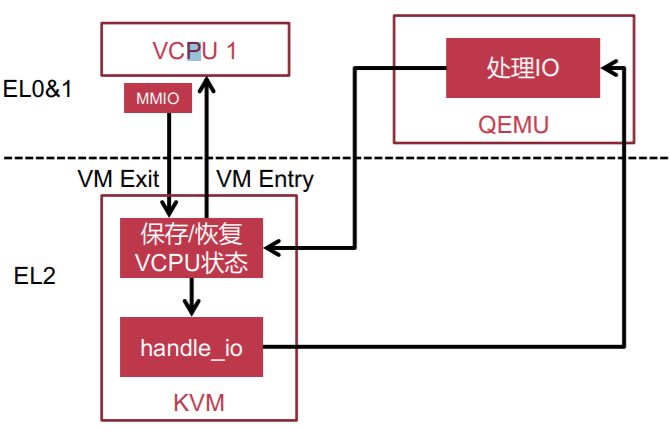 VCPU 1
处理IO
EL0&1
MMIO
QEMU
VM Exit
VM Entry
保存/恢复
VCPU状态
EL2
handle_io
KVM